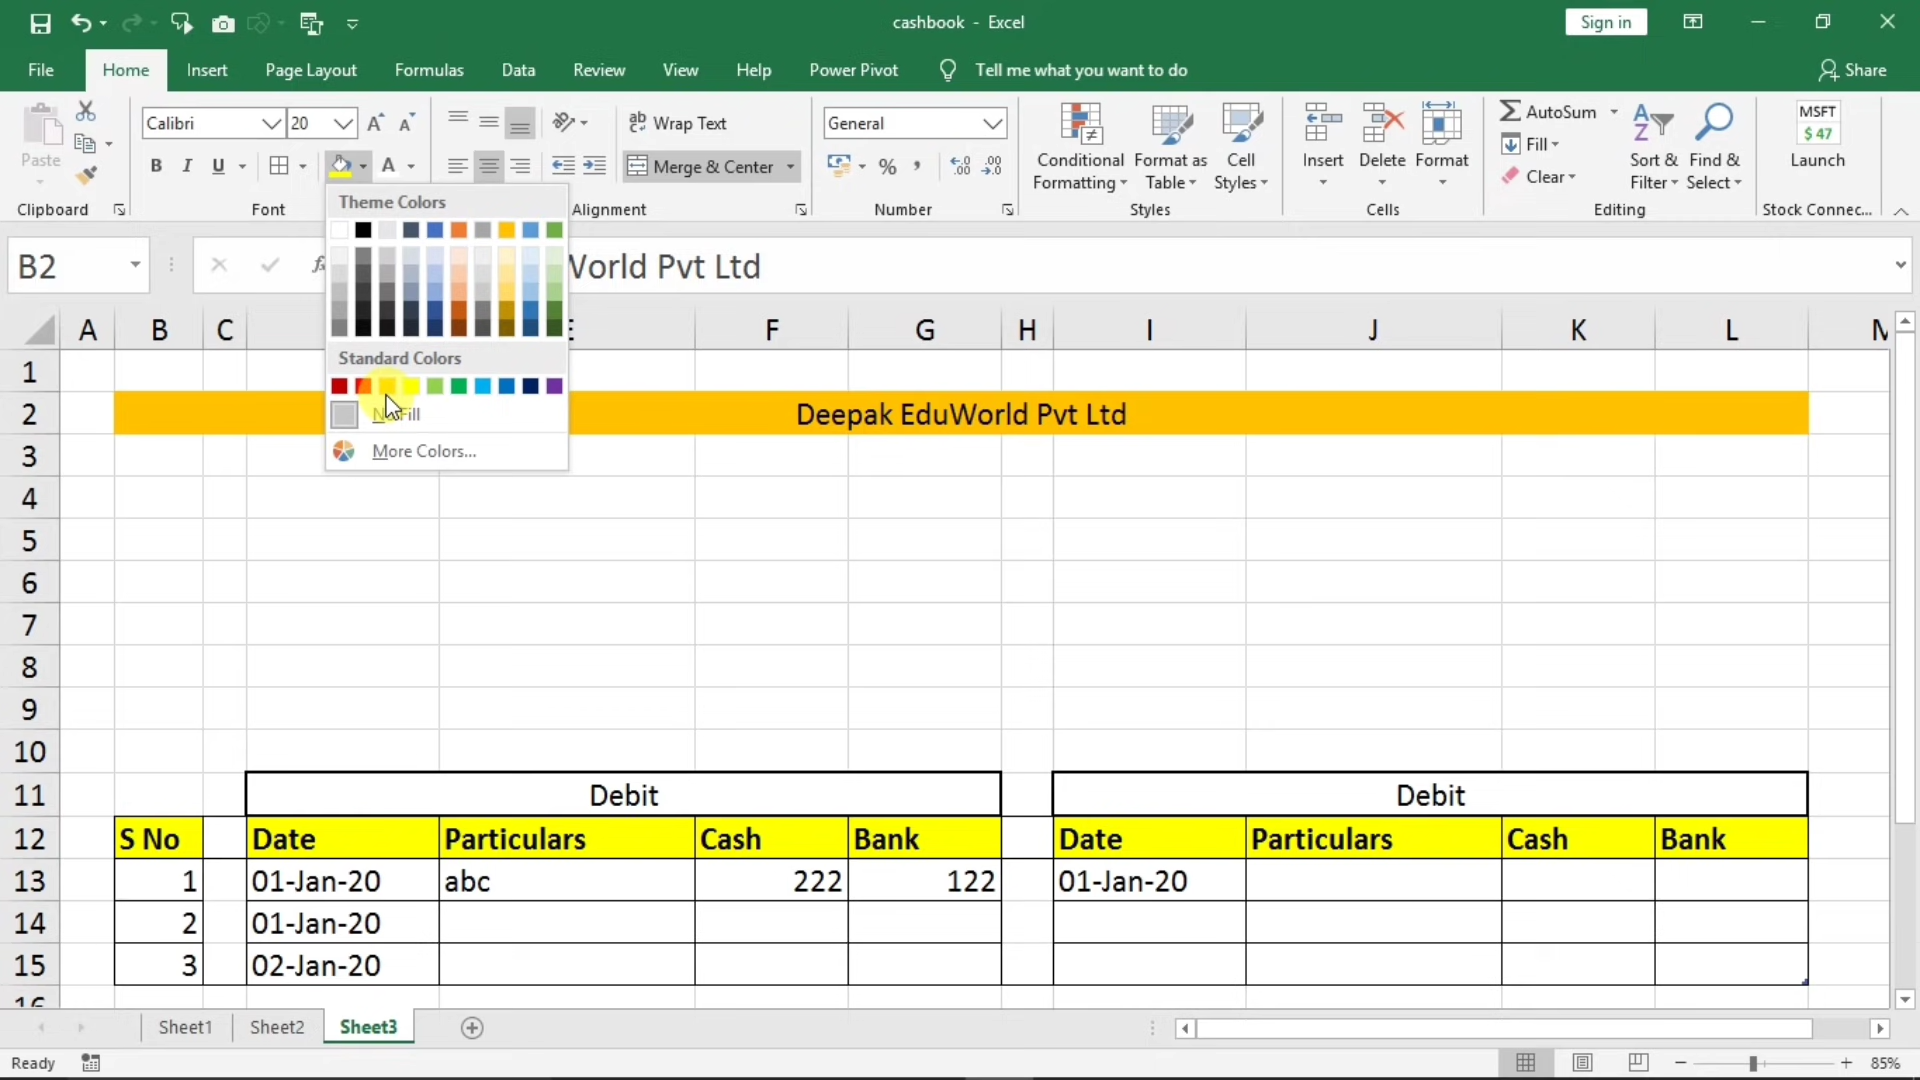 cashbook - Excel
Sign in
File Home Insert Page Layout Formulas Data Review View Help Power Pivot Tell me what you want to do Share
Paste
Calibri 20
Wrap Text
General
Conditional Formatting
Format as Table
Cell Styles
Insert Delete Format
AutoSum
Fill
Clear
Sort & Filter
Find & Select
MSFT
$ 47
Launch
B I U
Merge & Center
% ,
Clipboard Font Alignment Number Styles Cells Editing Stock Connec...
Theme Colors
Standard Colors
More Colors...
B2
World Pvt Ltd
A B C E F G H I J K L
1
2 Deepak EduWorld Pvt Ltd
3
4
5
6
7
8
9
10
11 Debit Debit
12 S No Date Particulars Cash Bank Date Particulars Cash Bank
13 1 01-Jan-20 abc 222 122 01-Jan-20
14 2 01-Jan-20
15 3 02-Jan-20
Sheet1 Sheet2 Sheet3
Ready
85%